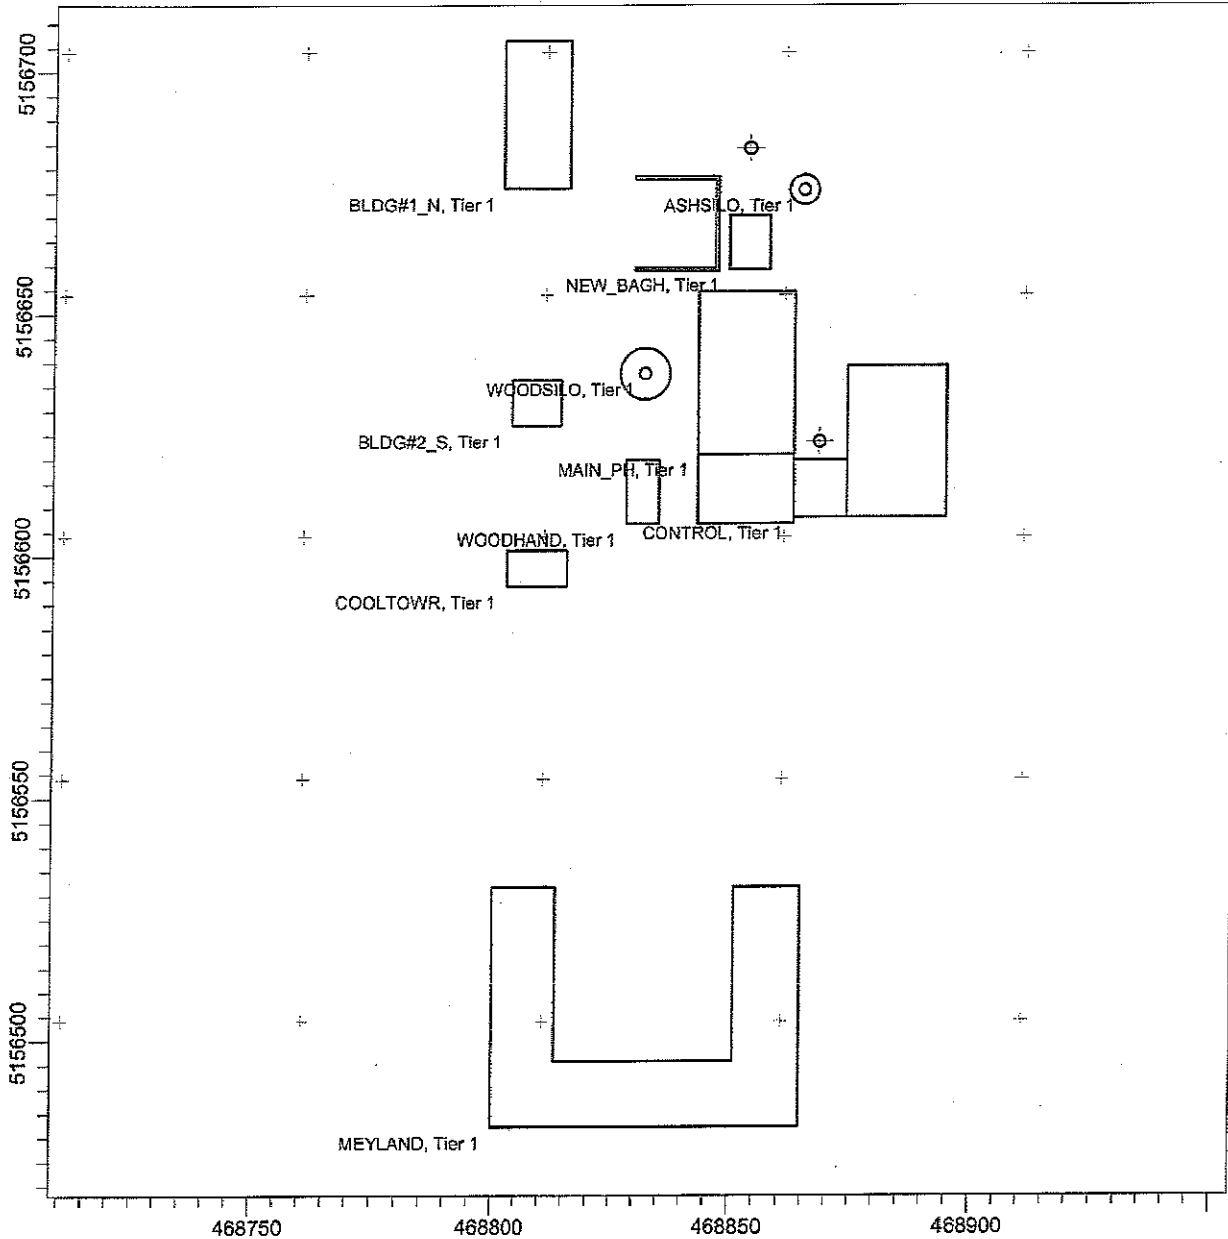 5156700
BLDG#1_N, Tier 1
ASHSILO, Tier 1
NEW_BAGH, Tier 1
5156650
WOODSILO, Tier 1
BLDG#2_S, Tier 1
MAIN_PH, Tier 1
CONTROL, Tier 1
WOODHAND, Tier 1
5156600
COOLTOWR, Tier 1
5156550
5156500
MEYLAND, Tier 1
468750
468800
468850
468900